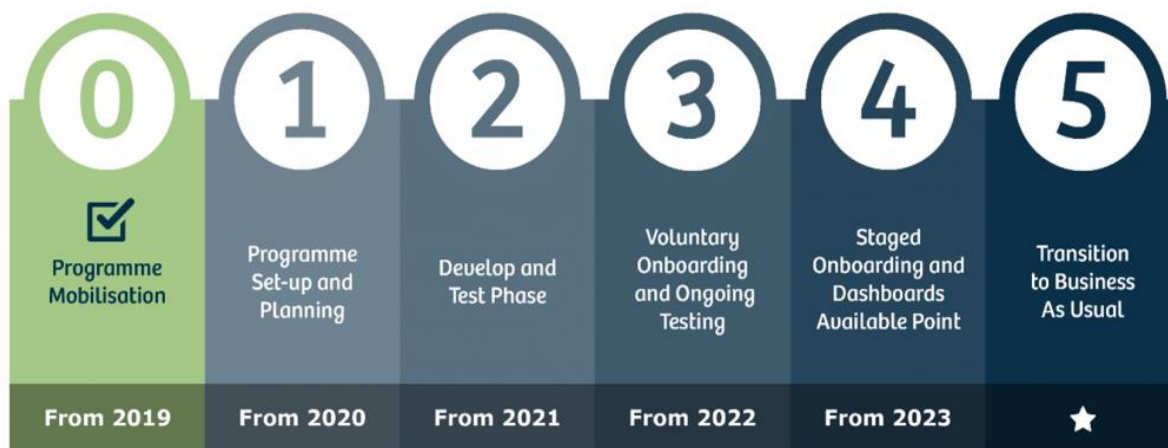 0
1
2
3
4
5
Programme
Mobilisation
Programme
Set-up and
Planning
Develop and
Test Phase
Voluntary
Onboarding
and Ongoing
Testing
Staged
Onboarding and
Dashboards
Available Point
Transition
to Business
As Usual
From 2019
From 2020
From 2021
From 2022
From 2023